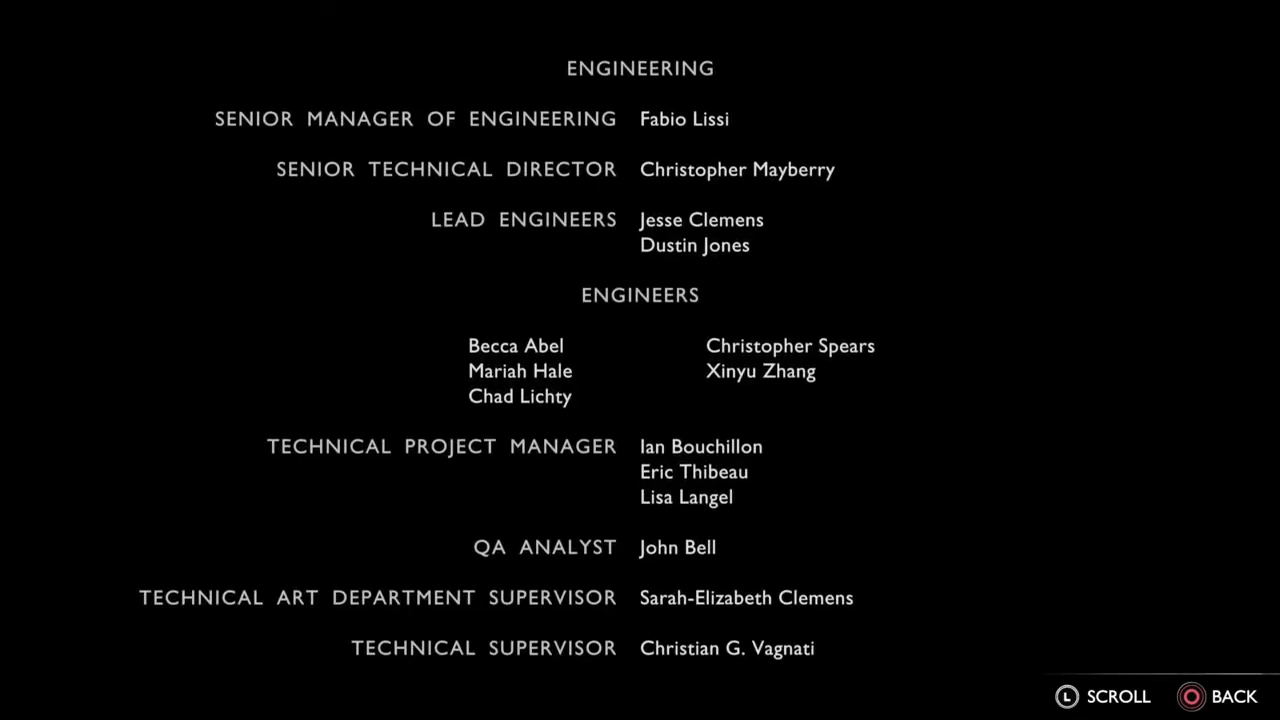 ENGINEERING
SENIOR MANAGER OF ENGINEERING Fabio Lissi
SENIOR TECHNICAL DIRECTOR Christopher Mayberry
LEAD ENGINEERS Jesse Clemens
Dustin Jones
ENGINEERS
Becca Abel Christopher Spears
Mariah Hale Xinyu Zhang
Chad Lichty
TECHNICAL PROJECT MANAGER Ian Bouchillon
Eric Thibeau
Lisa Langel
QA ANALYST John Bell
TECHNICAL ART DEPARTMENT SUPERVISOR Sarah-Elizabeth Clemens
TECHNICAL SUPERVISOR Christian G. Vagnati
L SCROLL BACK